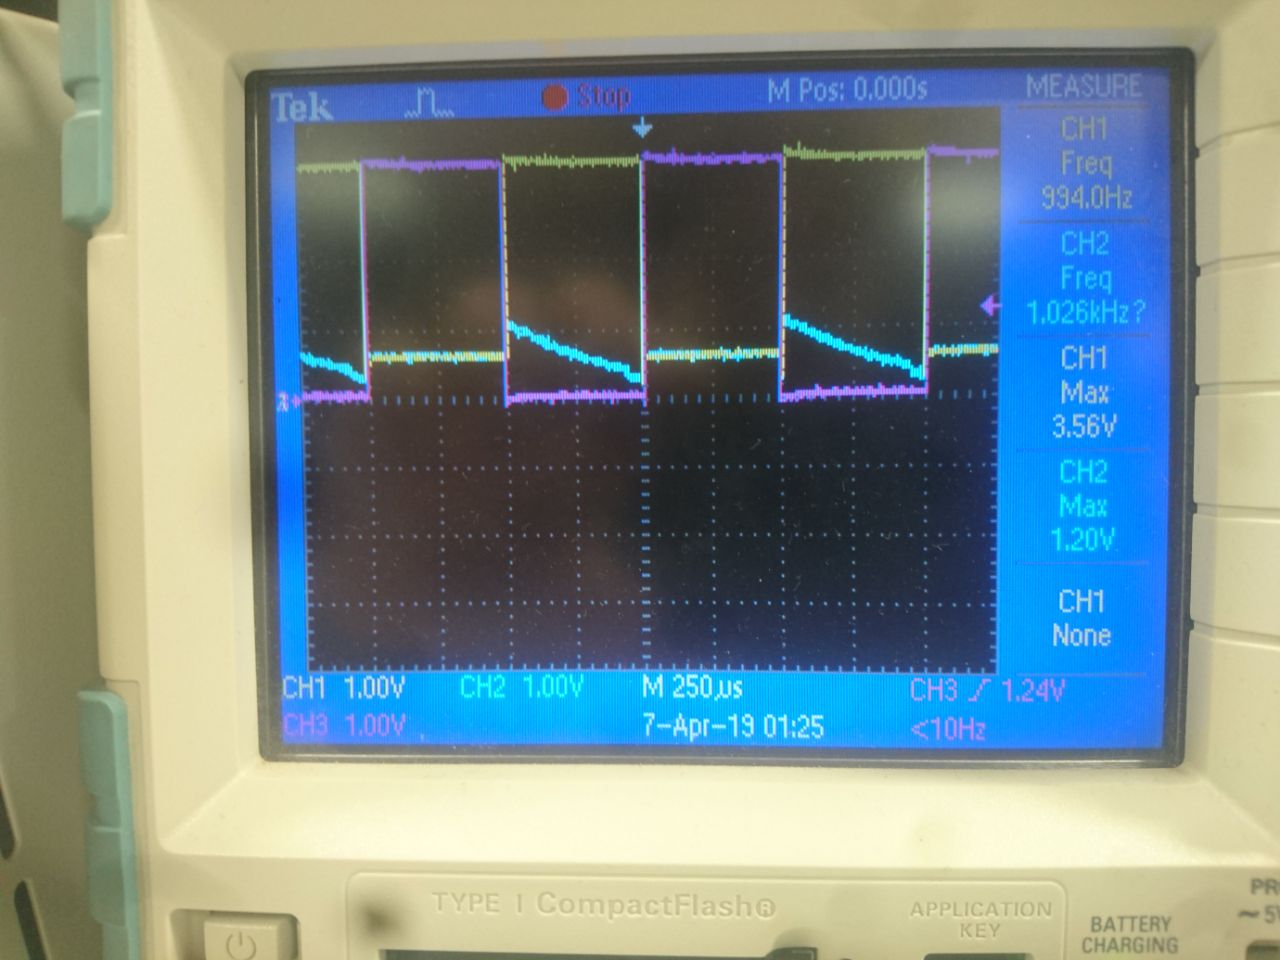 Tek Stop M Pos: 0.000s MEASURE
CH1
Freq
994.0Hz
CH2
Freq
1.026kHz?
CH1
Max
3.56V
CH2
Max
1.20V
CH1
None
CH1 1.00V CH2 1.00V M 250µs CH3 1.24V
CH3 1.00V 7-Apr-19 01:25 <10Hz
TYPE I CompactFlash®
APPLICATION
KEY
BATTERY
CHARGING